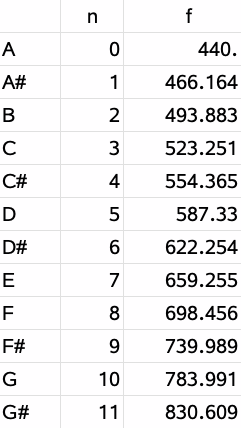 n f
A 0 440.
A# 1 466.164
B 2 493.883
C 3 523.251
C# 4 554.365
D 5 587.33
D# 6 622.254
E 7 659.255
F 8 698.456
F# 9 739.989
G 10 783.991
G# 11 830.609